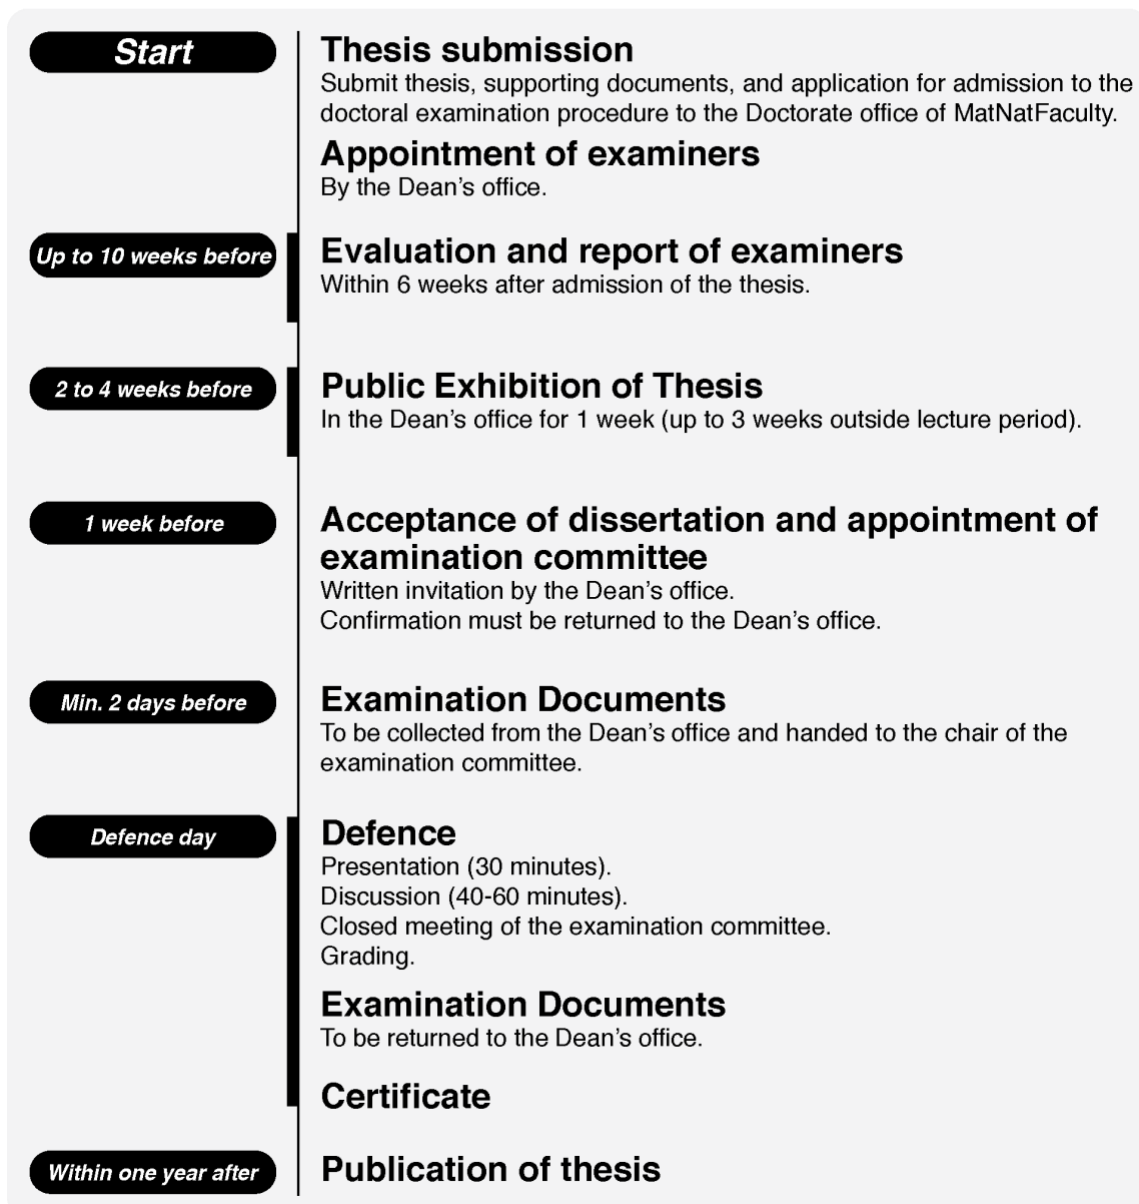 Start
Thesis submission
Submit thesis, supporting documents, and application for admission to the
doctoral examination procedure to the Doctorate office of MatNatFaculty.
Appointment of examiners
By the Dean's office.
Up to 10 weeks before
Evaluation and report of examiners
Within 6 weeks after admission of the thesis.
2 to 4 weeks before
Public Exhibition of Thesis
In the Dean's office for 1 week (up to 3 weeks outside lecture period).
1 week before
Acceptance of dissertation and appointment of
examination committee
Written invitation by the Dean's office.
Confirmation must be returned to the Dean's office.
Min. 2 days before
Examination Documents
To be collected from the Dean's office and handed to the chair of the
examination committee.
Defence day
Defence
Presentation (30 minutes).
Discussion (40-60 minutes).
Closed meeting of the examination committee.
Grading.
Examination Documents
To be returned to the Dean's office.
Certificate
Within one year after
Publication of thesis